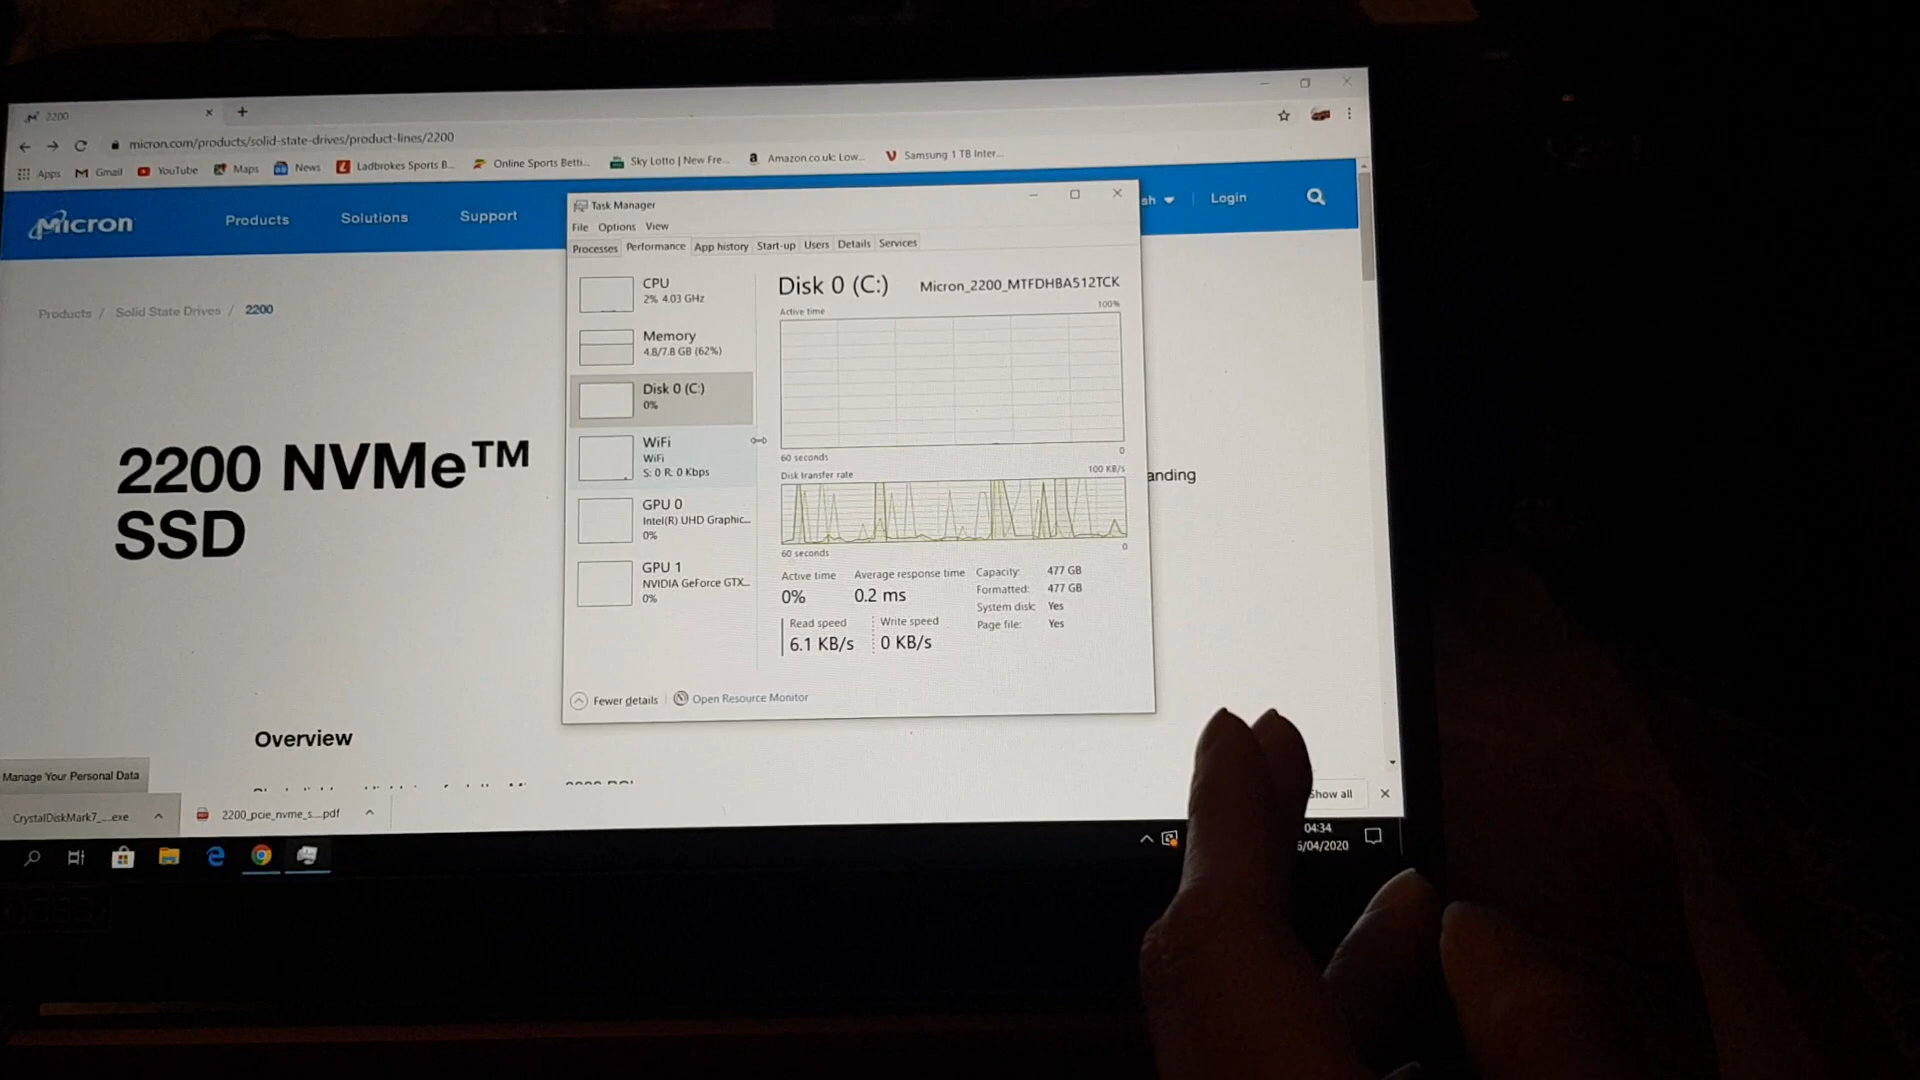 2200
micron.com/products/solid-state-drives/product-lines/2200
Apps Gmail YouTube Maps News Ladbrokes Sports B... Online Sports Betti... Sky Lotto | New Fre... Amazon.co.uk: Low... Samsung 1 TB Inter...
Micron Products Solutions Support
sh Login
Products / Solid State Drives / 2200
2200 NVMe™
SSD
anding
Overview
Manage Your Personal Data
Task Manager
File Options View
Processes Performance App history Start-up Users Details Services
CPU
2% 4.03 GHz
Memory
4.8/7.8 GB (62%)
Disk 0 (C:)
0%
WiFi
WiFi
S: 0 R: 0 Kbps
GPU 0
Intel(R) UHD Graphic...
0%
GPU 1
NVIDIA GeForce GTX...
0%
Disk 0 (C:) Micron_2200_MTFDHBA512TCK
Active time 100%
60 seconds 0
Disk transfer rate 100 KB/s
60 seconds 0
Active time Average response time
0% 0.2 ms
Read speed Write speed
6.1 KB/s 0 KB/s
Capacity: 477 GB
Formatted: 477 GB
System disk: Yes
Page file: Yes
Fewer details Open Resource Monitor
CrystalDiskMark7_....exe 2200_pcie_nvme_s....pdf Show all
04:34
5/04/2020